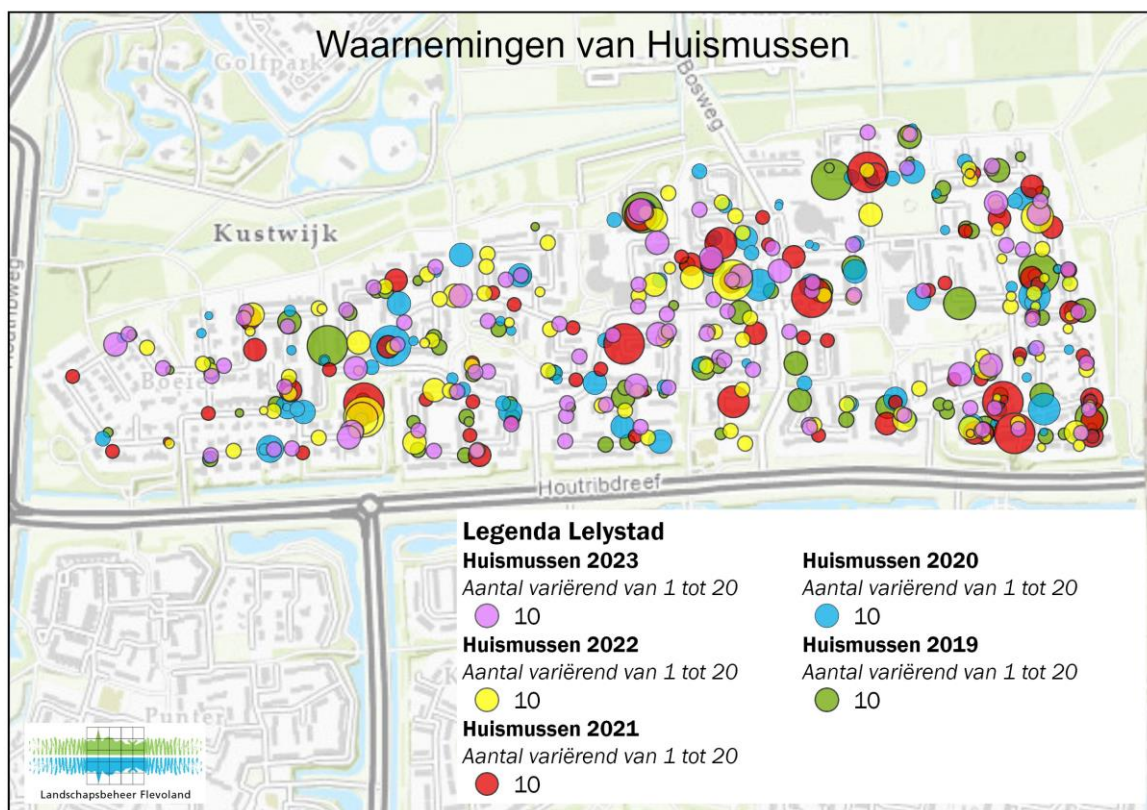 Waarnemingen van Huismussen
Golfpark
Bosweg
Kustwijk
Houtribweg
Boeier
Houtribdreef
Punter
Legenda Lelystad
Huismussen 2023
Aantal variërend van 1 tot 20
10
Huismussen 2022
Aantal variërend van 1 tot 20
10
Huismussen 2021
Aantal variërend van 1 tot 20
10
Huismussen 2020
Aantal variërend van 1 tot 20
10
Huismussen 2019
Aantal variërend van 1 tot 20
10
Landschapsbeheer Flevoland